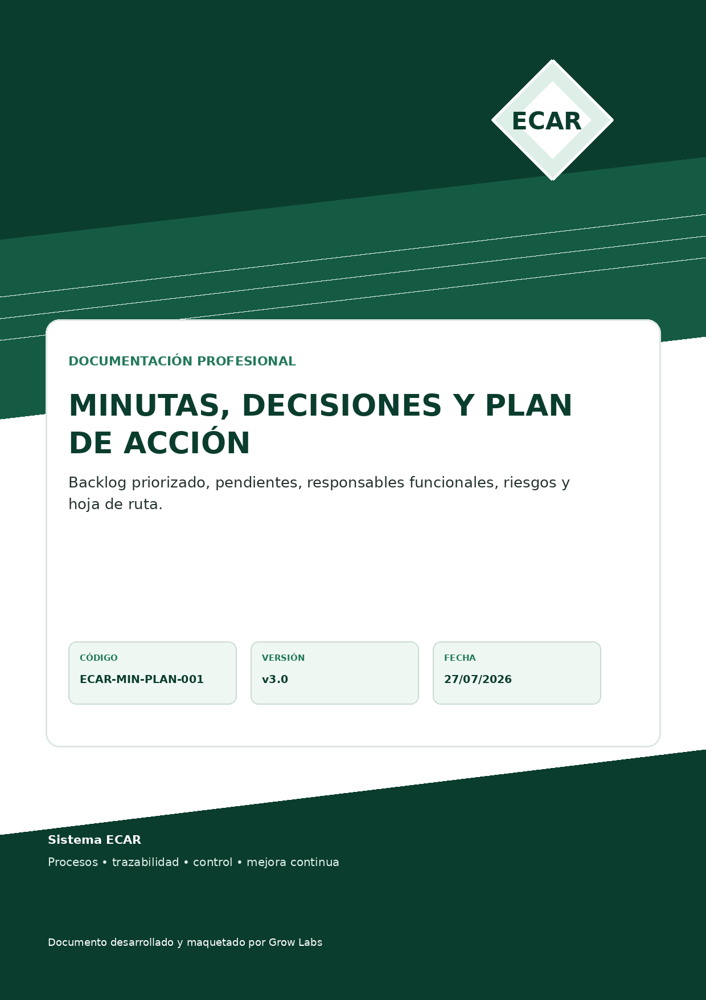 ECAR
DOCUMENTACIÓN PROFESIONAL
MINUTAS, DECISIONES Y PLAN
DE ACCIÓN
Backlog priorizado, pendientes, responsables funcionales, riesgos y
hoja de ruta.
CÓDIGO
ECAR-MIN-PLAN-001
VERSIÓN
v3.0
FECHA
27/07/2026
Sistema ECAR
Procesos • trazabilidad • control • mejora continua
Documento desarrollado y maquetado por Grow Labs